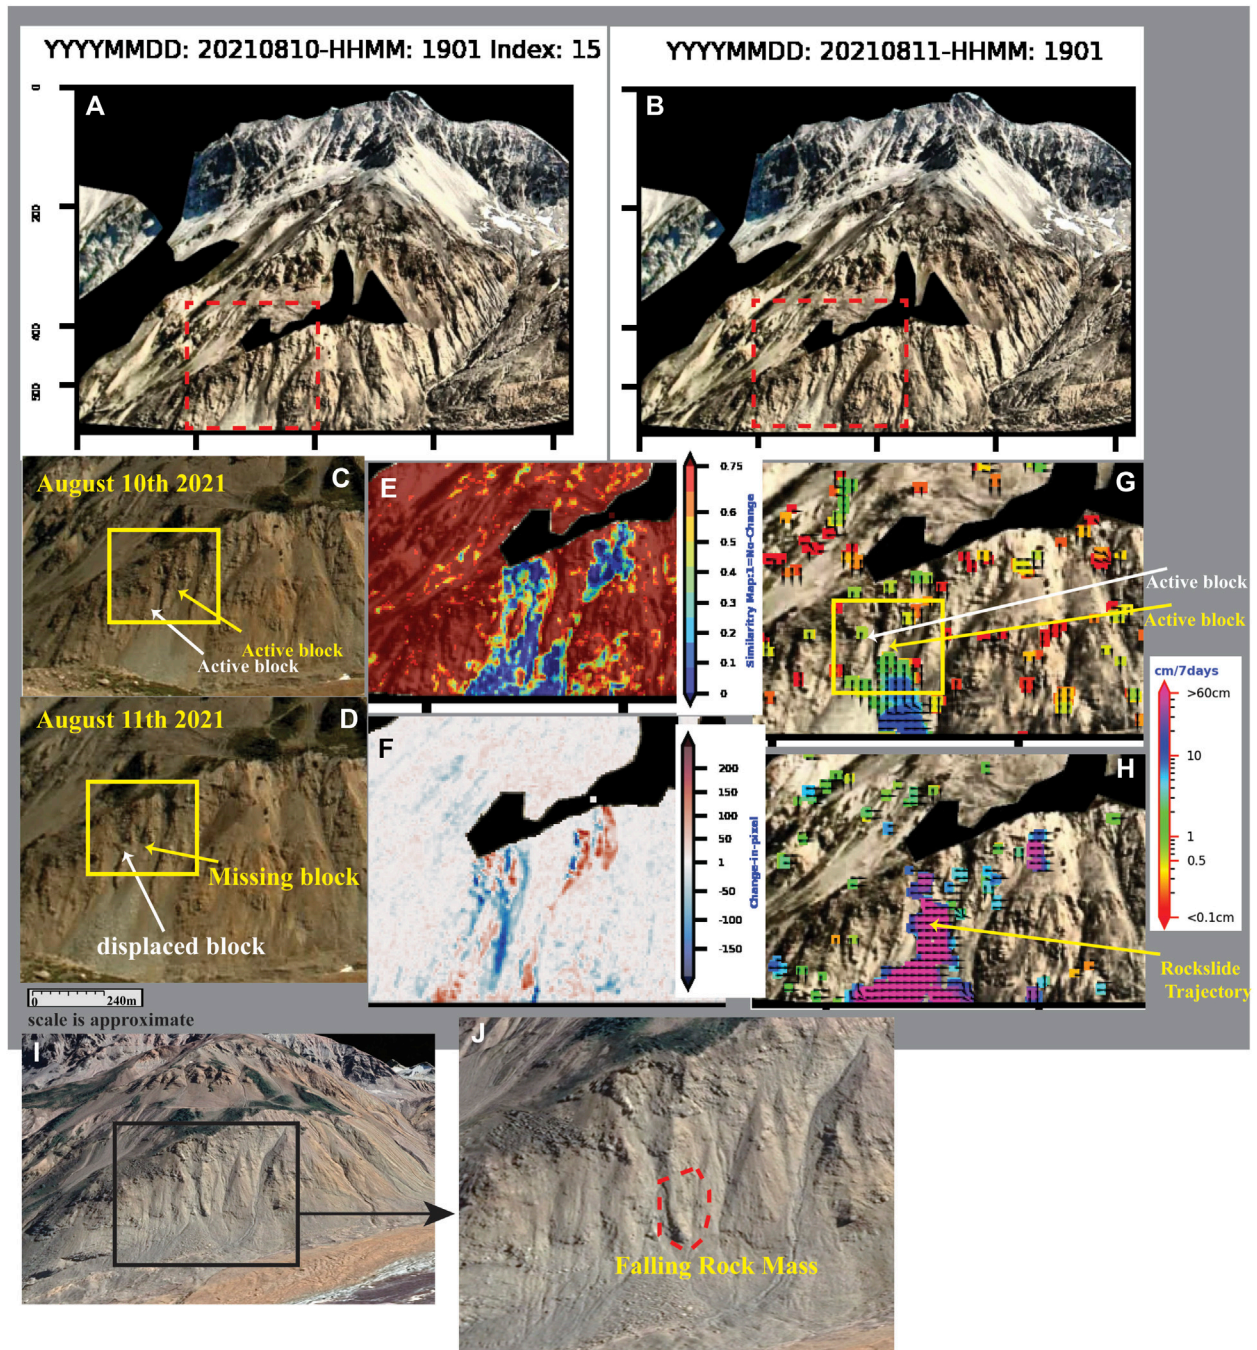 YYYYMMDD: 20210810-HHMM: 1901 Index: 15
YYYYMMDD: 20210811-HHMM: 1901
0
200
400
500
A
B
August 10th 2021
C
Active block
Active block
August 11th 2021
D
Missing block
displaced block
0 240m
scale is approximate
E
0.75
0.6
0.5
0.4
0.3
0.2
0.1
0
Similaritry Map:1=No-Change
F
200
150
100
50
1
-50
-100
-150
Change-in-pixel
G
Active block
Active block
cm/7days
>60cm
10
1
0.5
<0.1cm
H
Rockslide
Trajectory
I
J
Falling Rock Mass